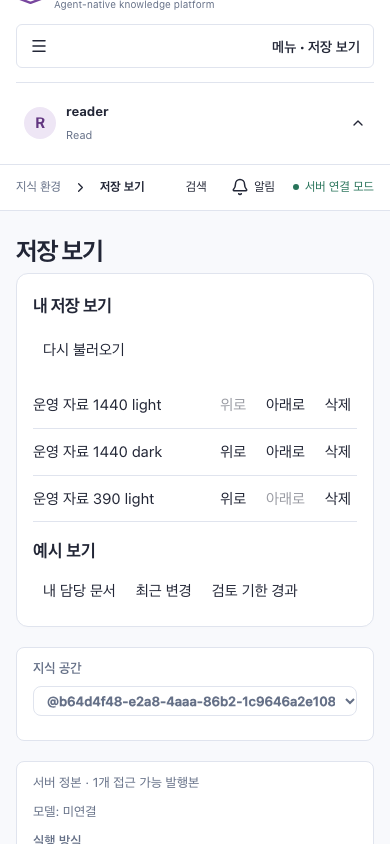 Agent-native knowledge platform
메뉴 · 저장 보기
R
reader
Read
지식 환경 저장 보기 검색 알림 서버 연결 모드
저장 보기
내 저장 보기
다시 불러오기
운영 자료 1440 light 위로 아래로 삭제
운영 자료 1440 dark 위로 아래로 삭제
운영 자료 390 light 위로 아래로 삭제
예시 보기
내 담당 문서 최근 변경 검토 기한 경과
지식 공간
@b64d4f48-e2a8-4aaa-86b2-1c9646a2e108
서버 정본 · 1개 접근 가능 발행본
모델: 미연결
실행 방식